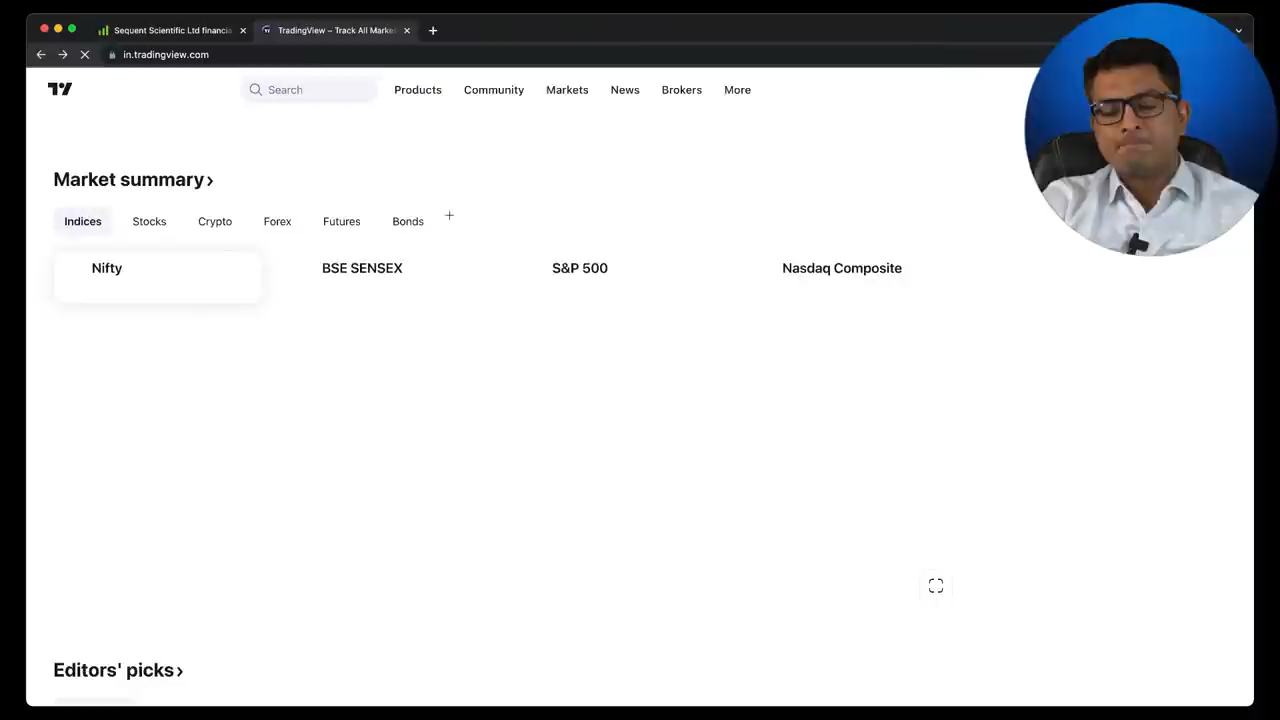 Sequent Scientific Ltd financia
TradingView – Track All Marke
in.tradingview.com
Search
Products
Community
Markets
News
Brokers
More
Market summary
Indices
Stocks
Crypto
Forex
Futures
Bonds
Nifty
BSE SENSEX
S&P 500
Nasdaq Composite
Editors' picks